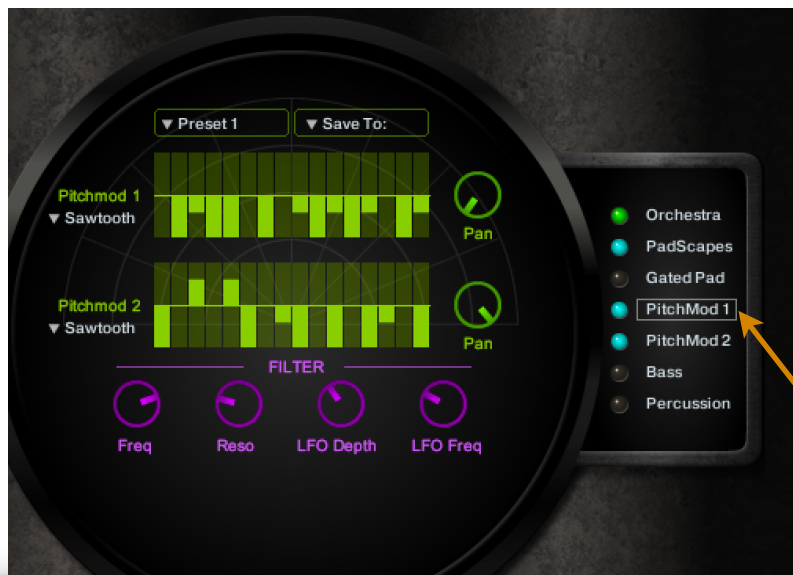 Preset 1
Save To:
Pitchmod 1
Sawtooth
Pan
Pitchmod 2
Sawtooth
Pan
FILTER
Freq
Reso
LFO Depth
LFO Freq
Orchestra
PadScapes
Gated Pad
PitchMod 1
PitchMod 2
Bass
Percussion